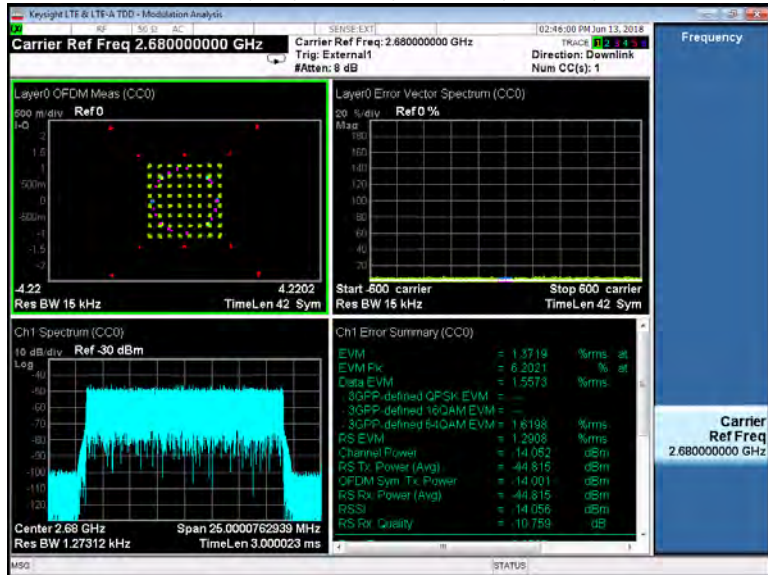 Keysight LTE & LTE-A TDD - Modulation Analysis
RF 50 Ω AC SENSE:EXT 02:46:00 PM Jun 13, 2018
Carrier Ref Freq 2.680000000 GHz
Carrier Ref Freq: 2.680000000 GHz
Trig: External1
#Atten: 8 dB
TRACE 1 2 3 4 5 6
Direction: Downlink
Num CC(s): 1
Frequency
Layer0 OFDM Meas (CC0)
500 m/div Ref 0
I-Q
2
1.5
1
500m
0
-500m
-1
-1.5
-2
-4.22 4.2202
Res BW 15 kHz TimeLen 42 Sym
Layer0 Error Vector Spectrum (CC0)
20 %/div Ref 0 %
Mag
180
160
140
120
100
80
60
40
20
Start -600 carrier Stop 600 carrier
Res BW 15 kHz TimeLen 42 Sym
Ch1 Spectrum (CC0)
10 dB/div Ref -30 dBm
Log
-40
-50
-60
-70
-80
-90
-100
-110
-120
Center 2.68 GHz Span 25.0000762939 MHz
Res BW 1.27312 kHz TimeLen 3.000023 ms
Ch1 Error Summary (CC0)
EVM = 1.3719 %rms at
EVM Pk = 6.2021 % at
Data EVM = 1.5573 %rms
- 3GPP-defined QPSK EVM = ---
- 3GPP-defined 16QAM EVM = ---
- 3GPP-defined 64QAM EVM = 1.6198 %rms
RS EVM = 1.2908 %rms
Channel Power = -14.052 dBm
RS Tx. Power (Avg) = -44.815 dBm
OFDM Sym. Tx. Power = -14.001 dBm
RS Rx. Power (Avg) = -44.815 dBm
RSSI = -14.056 dBm
RS Rx. Quality = -10.759 dB
Carrier
Ref Freq
2.680000000 GHz
MSG STATUS